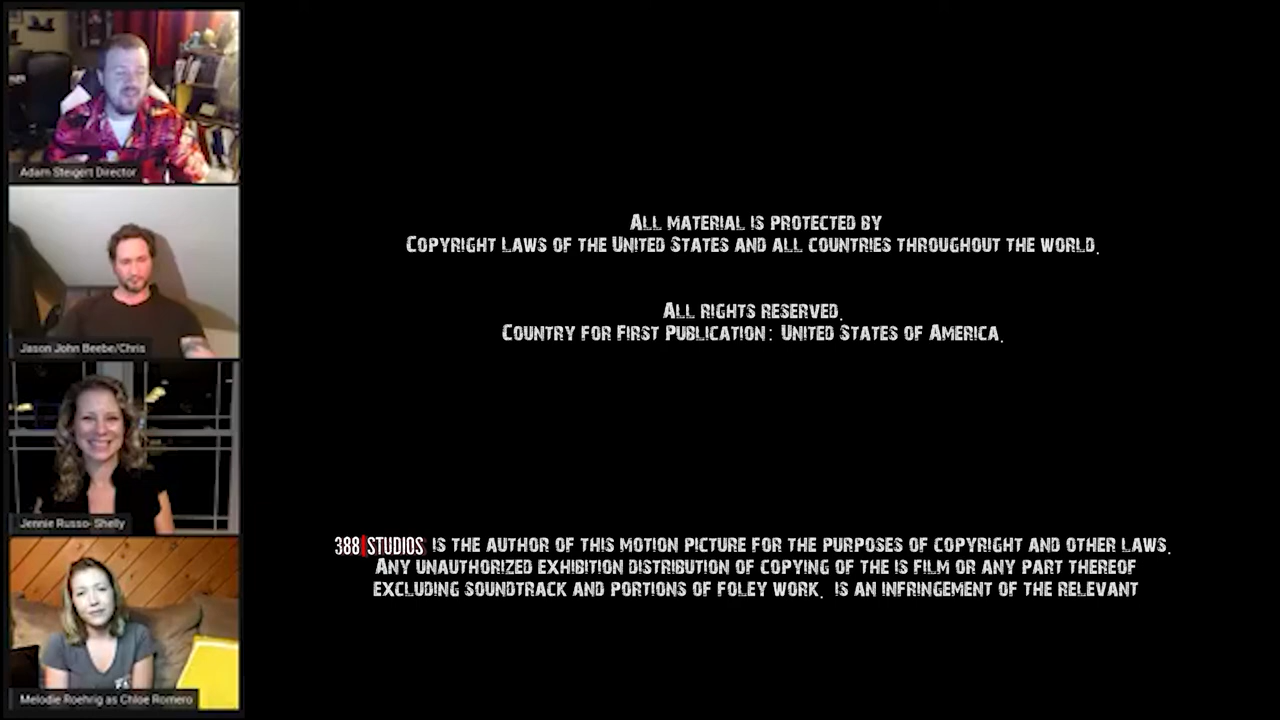 Adam Steigert Director
Jason John Beebe/Chris
Jennie Russo- Shelly
Melodie Roehrig as Chloe Romero
All material is protected by
Copyright Laws of the United States and all countries throughout the world.
All rights reserved.
Country for First Publication: United States of America.
388 STUDIOS is the author of this motion picture for the purposes of copyright and other laws.
Any unauthorized exhibition distribution of copying of the is film or any part thereof
excluding soundtrack and portions of foley work. is an infringement of the relevant